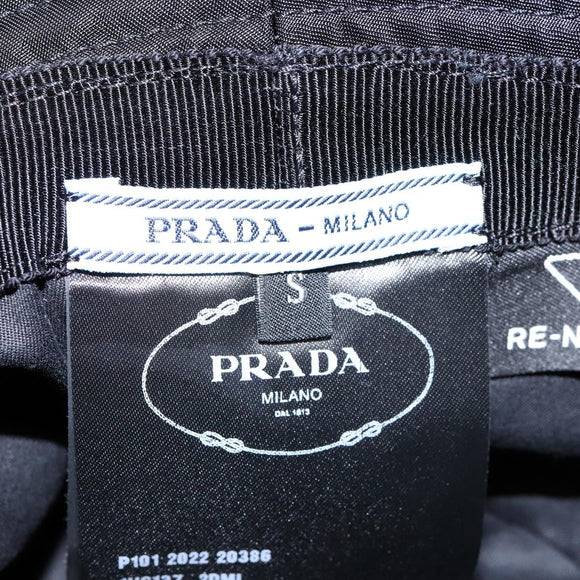 PRADA - MILANO
S
PRADA
MILANO
DAL 1913
RE-N
P101 2022 20386